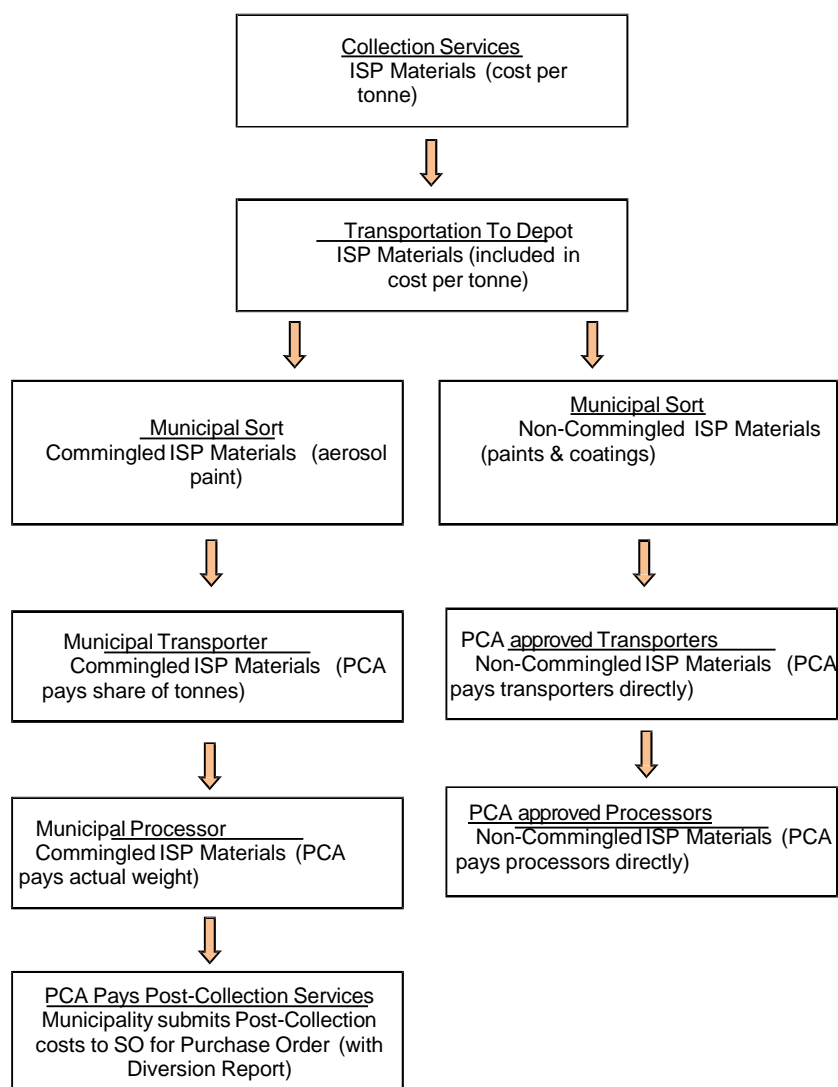 Collection Services
ISP Materials (cost per
tonne)
Transportation To Depot
ISP Materials (included in
cost per tonne)
Municipal Sort
Commingled ISP Materials (aerosol
paint)
Municipal Sort
Non-Commingled ISP Materials
(paints & coatings)
Municipal Transporter
Commingled ISP Materials (PCA
pays share of tonnes)
PCA approved Transporters
Non-Commingled ISP Materials (PCA
pays transporters directly)
Municipal Processor
Commingled ISP Materials (PCA
pays actual weight)
PCA approved Processors
Non-Commingled ISP Materials (PCA
pays processors directly)
PCA Pays Post-Collection Services
Municipality submits Post-Collection
costs to SO for Purchase Order (with
Diversion Report)